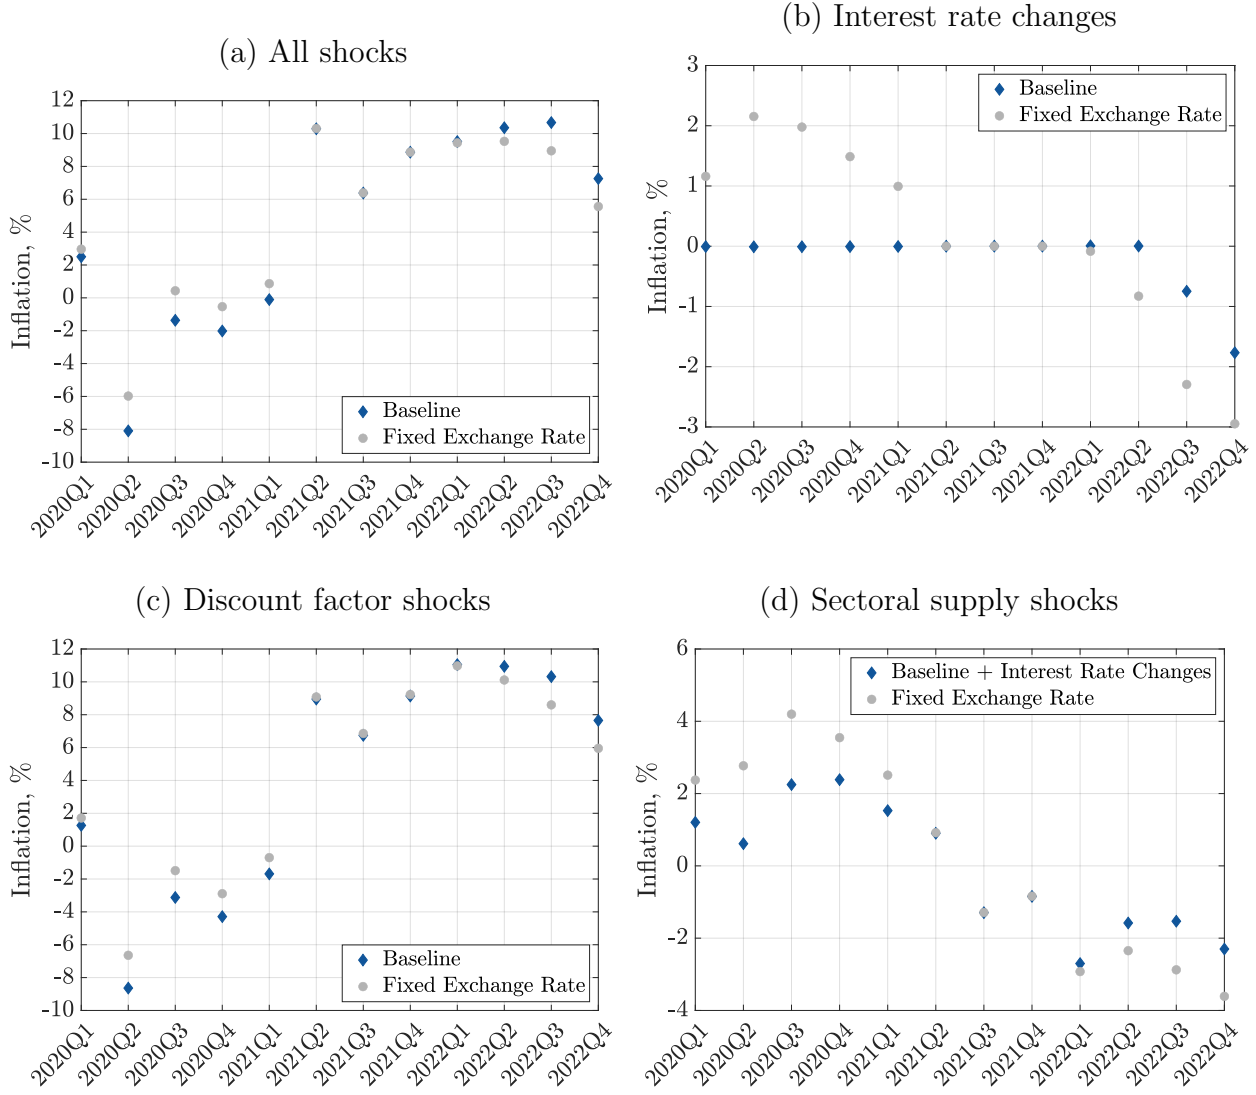 (a) All shocks
12
10
8
6
4
2
0
-2
-4
-6
-8
-10
Inflation, %
Baseline
Fixed Exchange Rate
2020Q1
2020Q2
2020Q3
2020Q4
2021Q1
2021Q2
2021Q3
2021Q4
2022Q1
2022Q2
2022Q3
2022Q4
(b) Interest rate changes
3
2
1
0
-1
-2
-3
Inflation, %
Baseline
Fixed Exchange Rate
2020Q1
2020Q2
2020Q3
2020Q4
2021Q1
2021Q2
2021Q3
2021Q4
2022Q1
2022Q2
2022Q3
2022Q4
(c) Discount factor shocks
12
10
8
6
4
2
0
-2
-4
-6
-8
-10
Inflation, %
Baseline
Fixed Exchange Rate
2020Q1
2020Q2
2020Q3
2020Q4
2021Q1
2021Q2
2021Q3
2021Q4
2022Q1
2022Q2
2022Q3
2022Q4
(d) Sectoral supply shocks
6
4
2
0
-2
-4
Inflation, %
Baseline + Interest Rate Changes
Fixed Exchange Rate
2020Q1
2020Q2
2020Q3
2020Q4
2021Q1
2021Q2
2021Q3
2021Q4
2022Q1
2022Q2
2022Q3
2022Q4